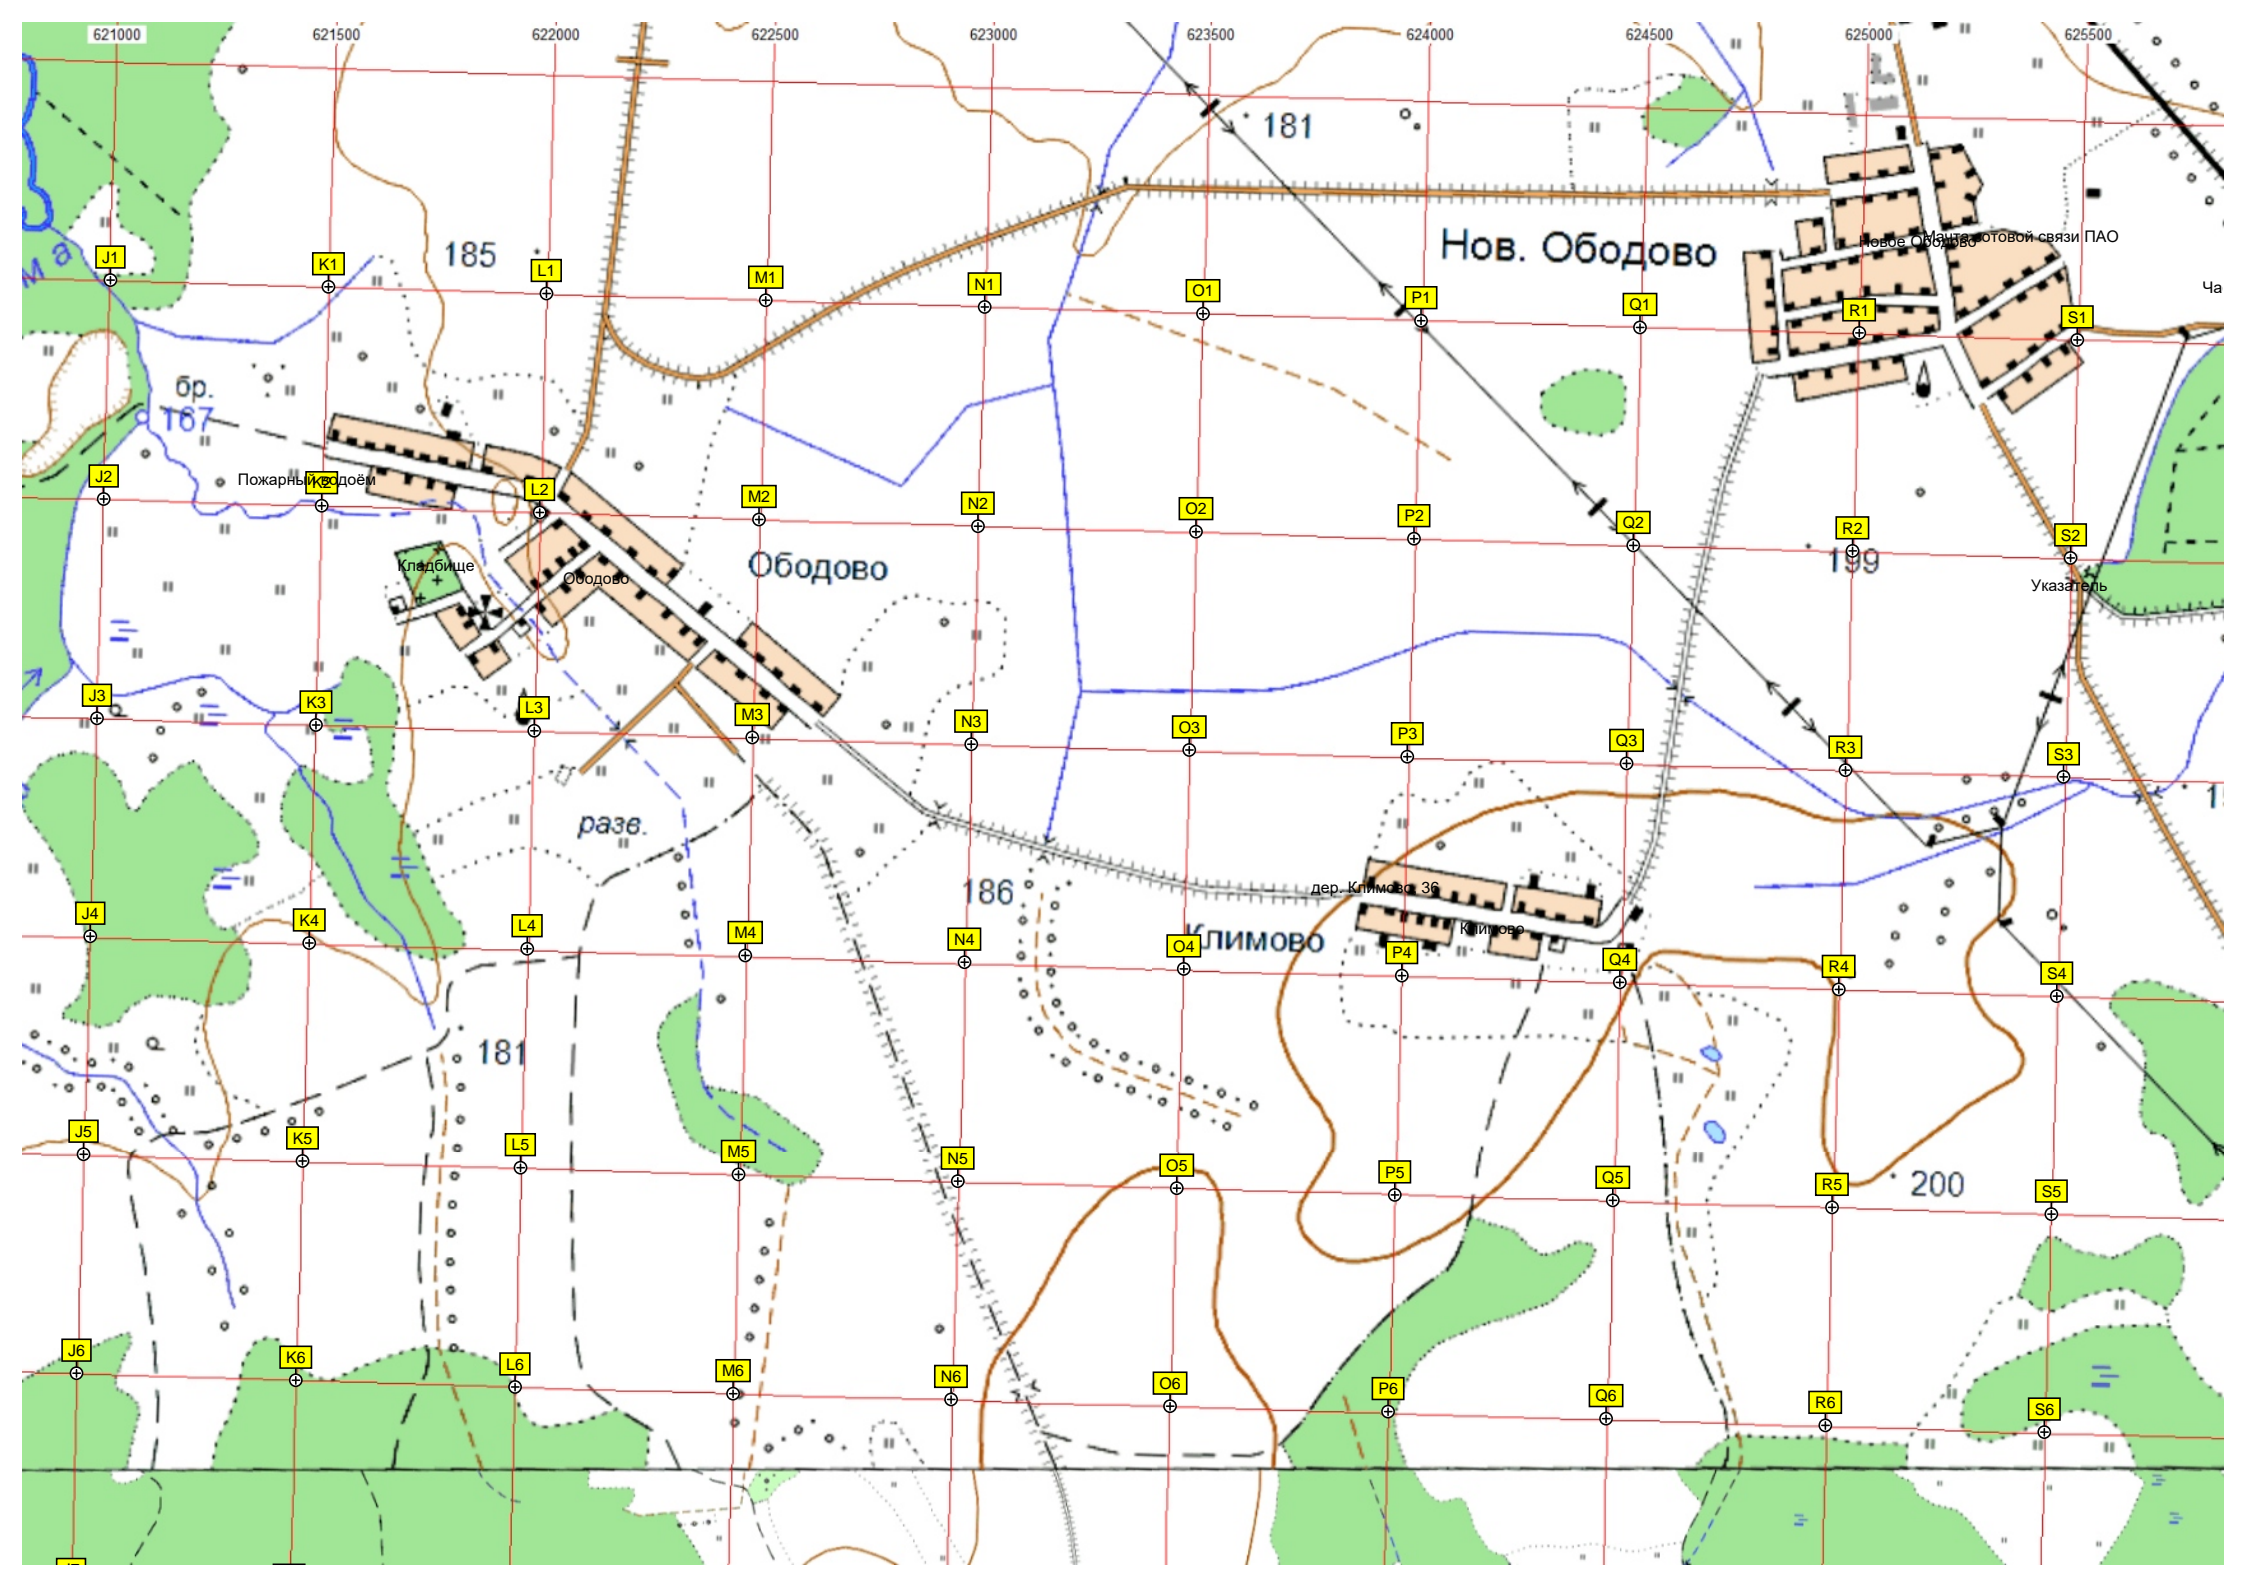 621000 621500 622000 622500 623000 623500 624000 624500 625000 625500
181
Новое Ободово Мачта сотовой связи ПАО
Нов. Ободово
185
ма
J1 K1 L1 M1 N1 O1 P1 Q1 R1 S1
Ча
бр.
167
Пожарный водоём
J2 K2 L2 M2 N2 O2 P2 Q2 R2 S2
199
Кладбище
Ободово
Ободово
Указатель
J3 K3 L3 M3 N3 O3 P3 Q3 R3 S3
разв.
186
дер. Климово, 36
Климово
Климово
J4 K4 L4 M4 N4 O4 P4 Q4 R4 S4
181
J5 K5 L5 M5 N5 O5 P5 Q5 R5 S5
200
J6 K6 L6 M6 N6 O6 P6 Q6 R6 S6